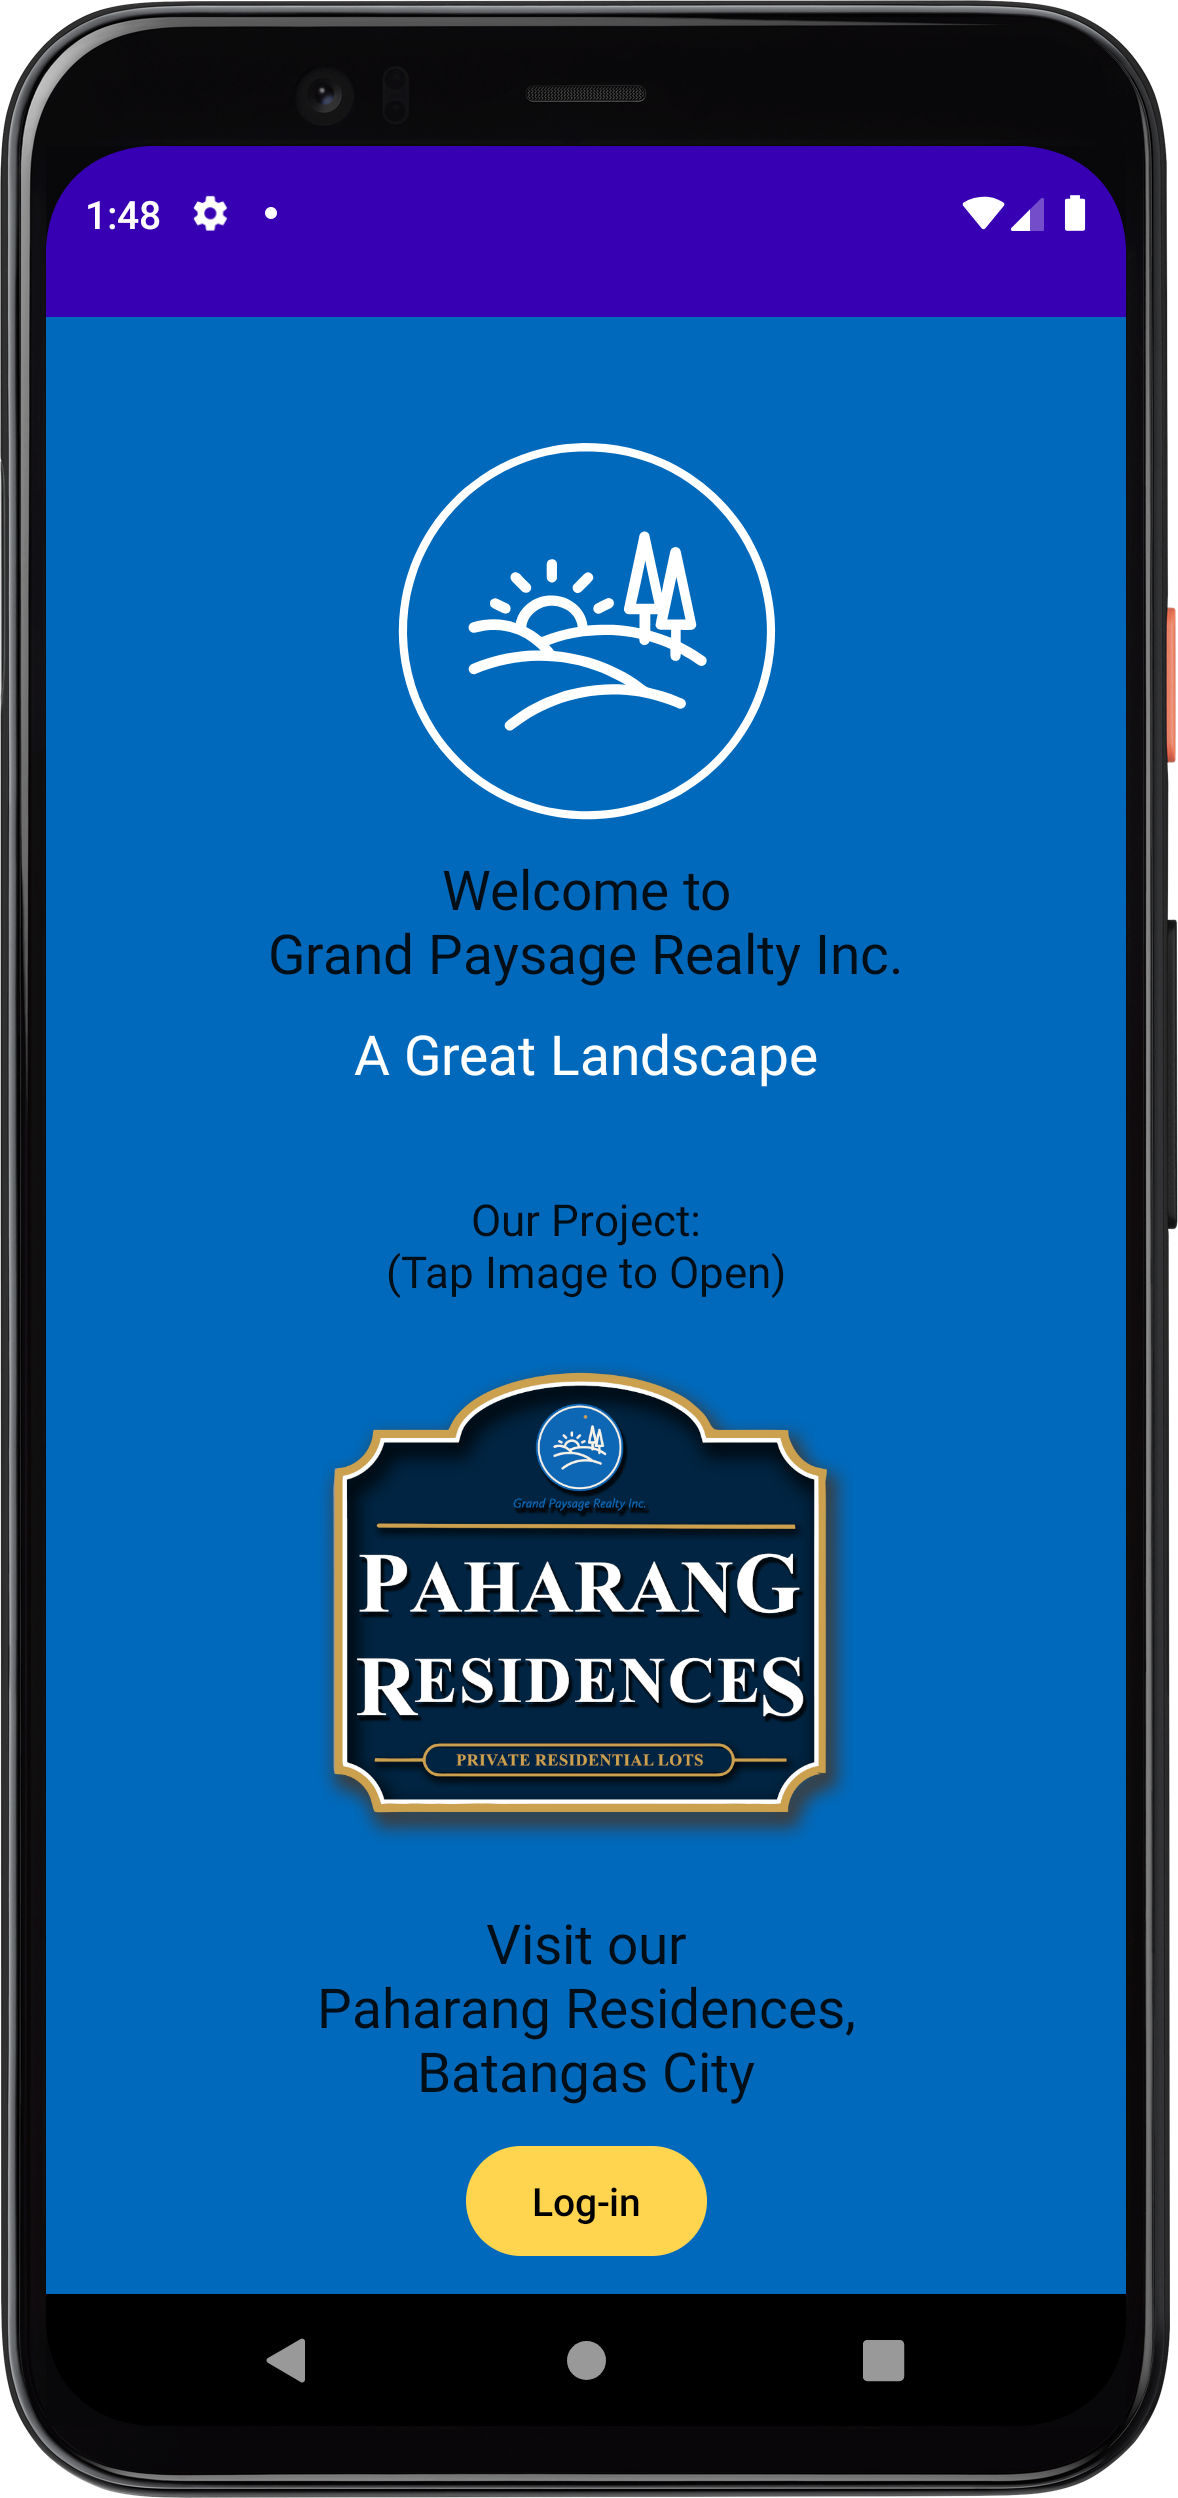 1:48
Welcome to
Grand Paysage Realty Inc.
A Great Landscape
Our Project:
(Tap Image to Open)
Grand Paysage Realty Inc.
PAHARANG
RESIDENCES
PRIVATE RESIDENTIAL LOTS
Visit our
Paharang Residences,
Batangas City
Log-in